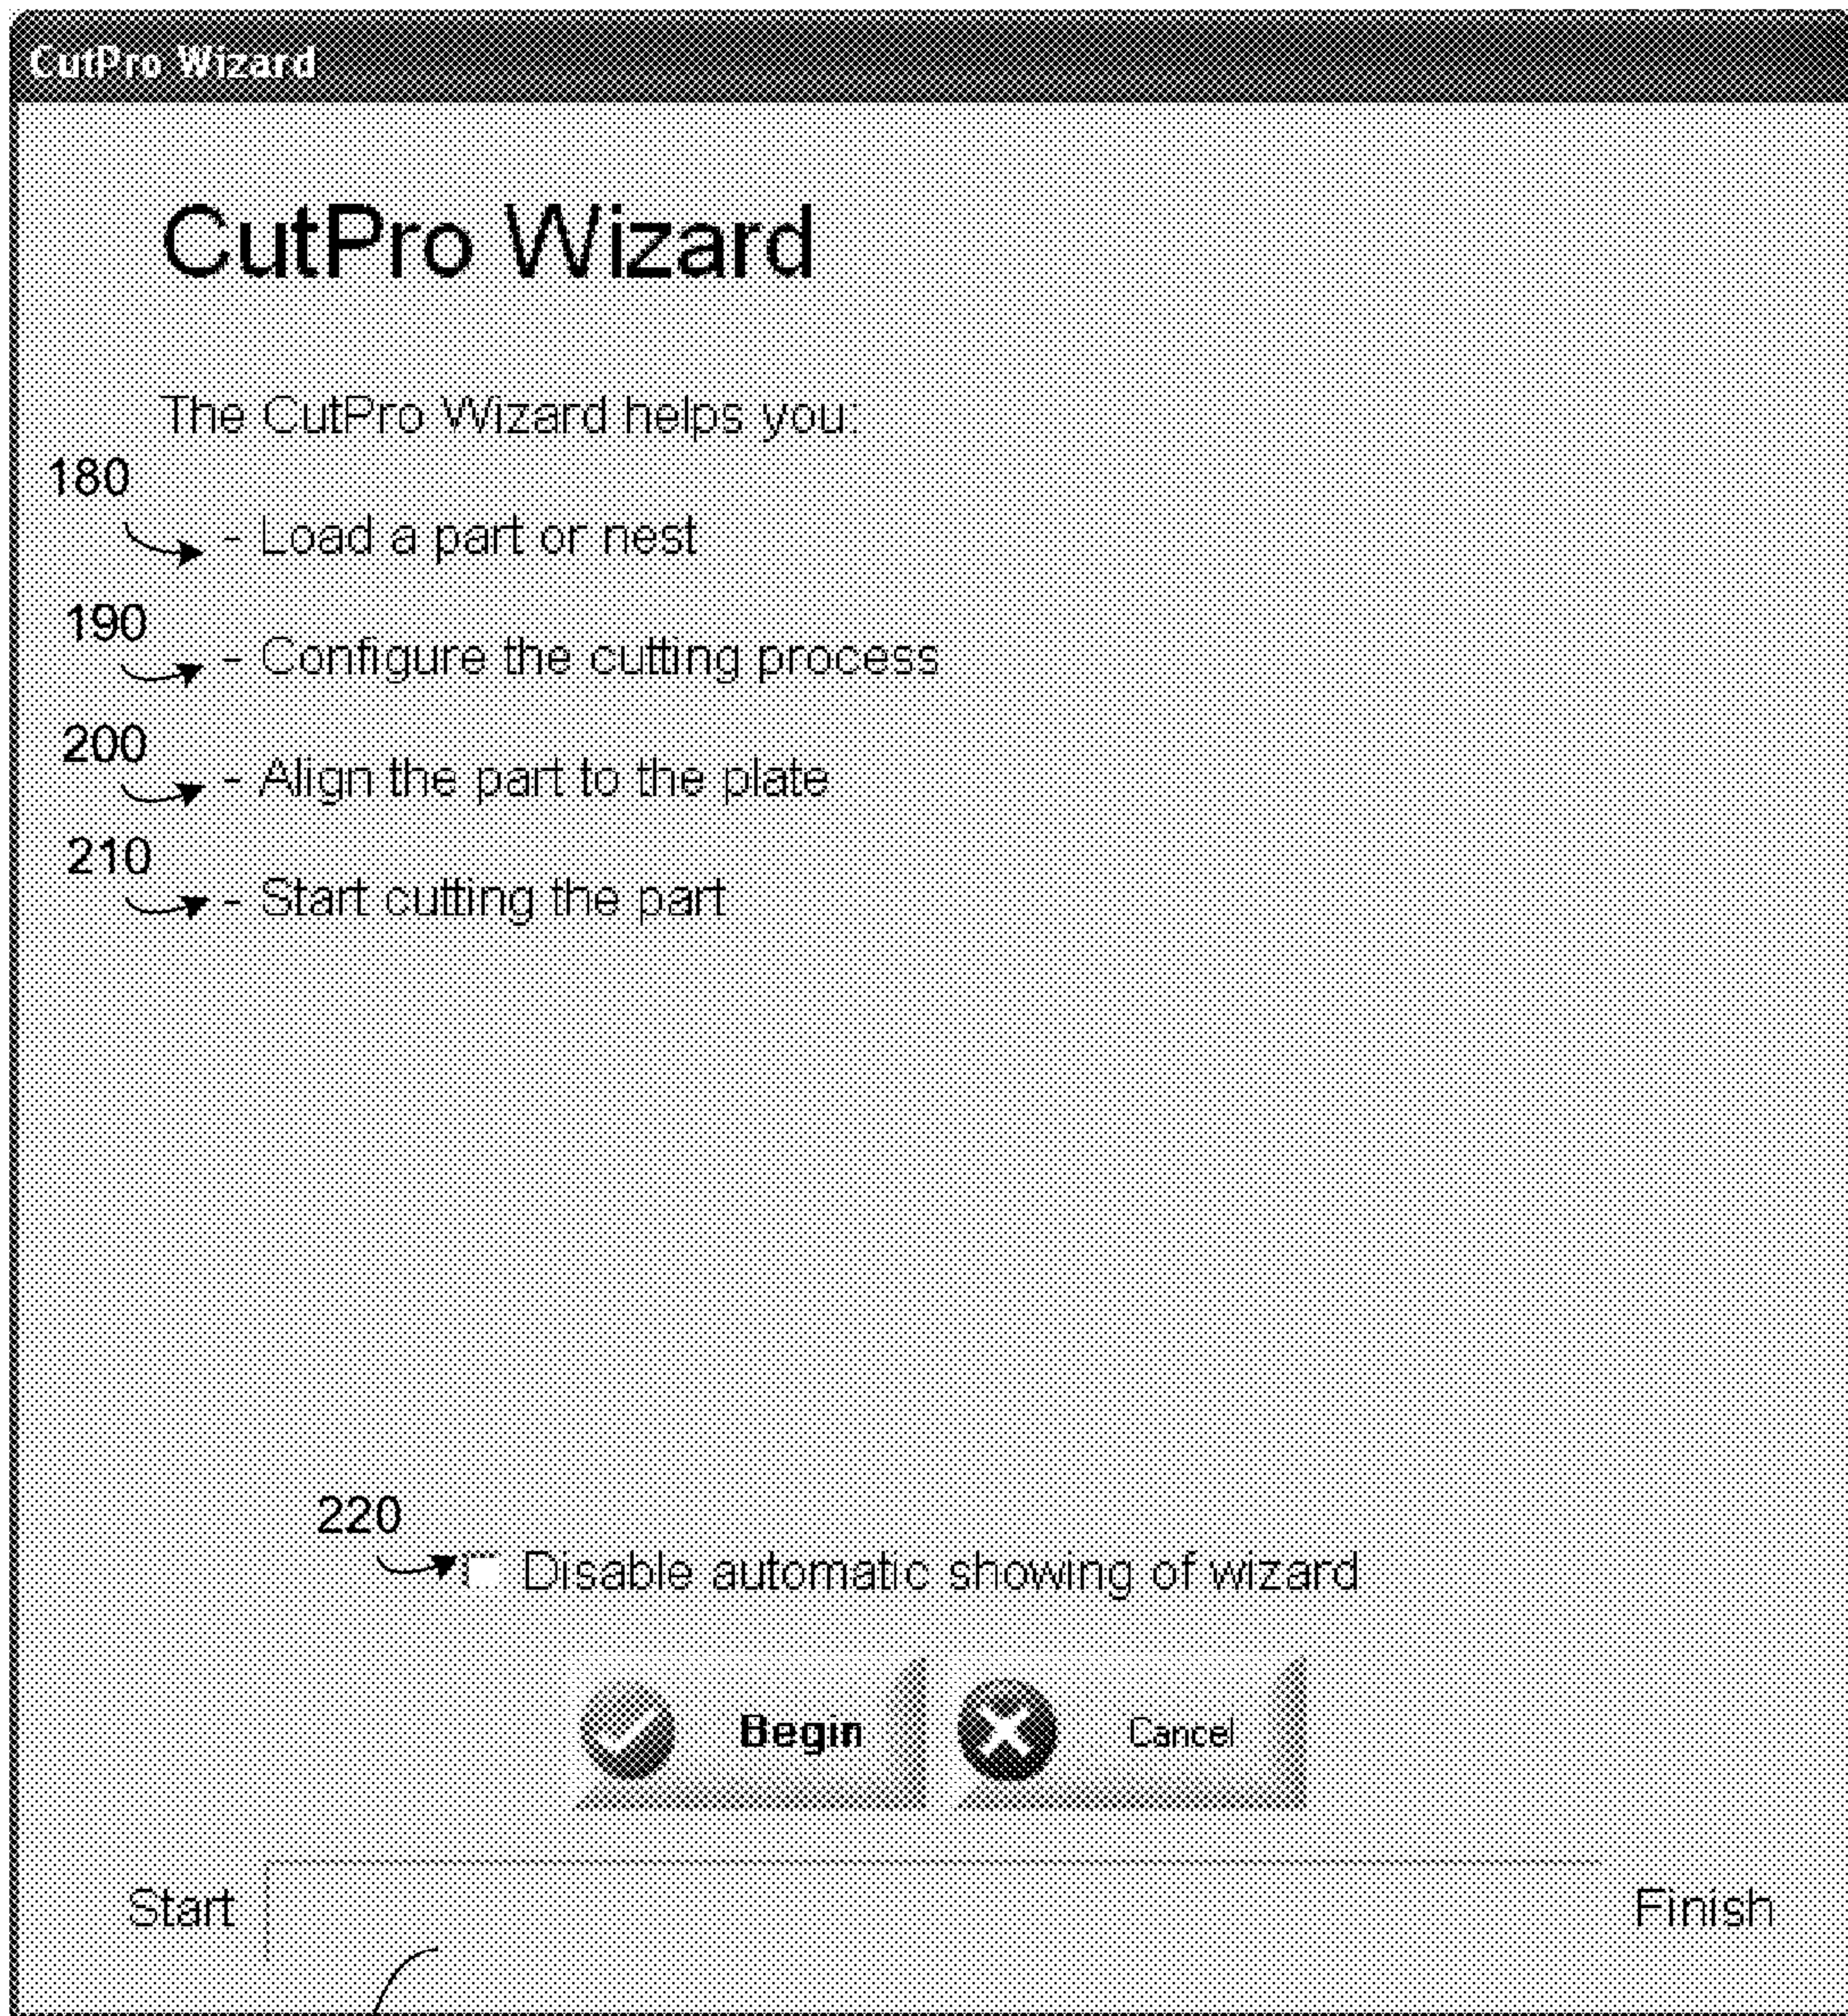 CutPro Wizard
CutPro Wizard
The CutPro Wizard helps you:
180
- Load a part or nest
190
- Configure the cutting process
200
- Align the part to the plate
210
- Start cutting the part
220
Disable automatic showing of wizard
Begin Cancel
Start Finish